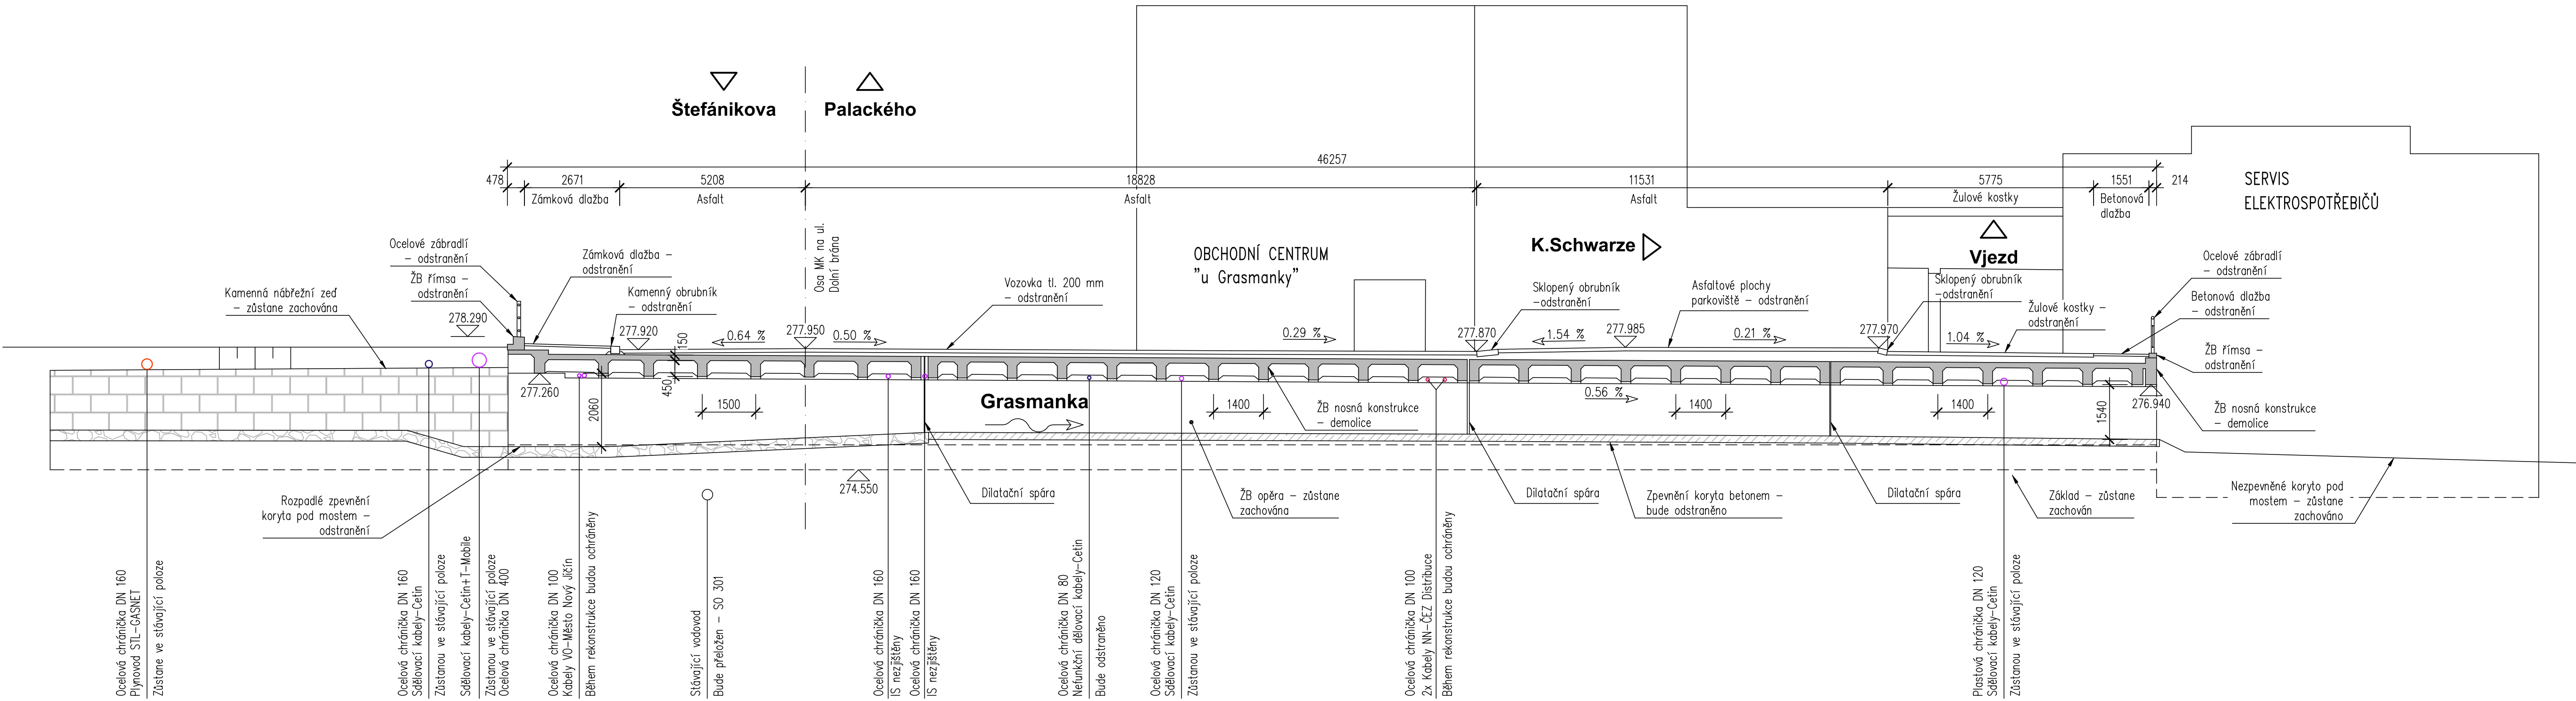 Štefánikova
Palackého
46257
478
2671
5208
18828
11531
5775
1551
214
Zámková dlažba
Asfalt
Asfalt
Asfalt
Žulové kostky
Betonová
dlažba
SERVIS
ELEKTROSPOTŘEBIČŮ
Osa MK na ul.
Dolní brána
OBCHODNÍ CENTRUM
"u Grasmanky"
K.Schwarze
Vjezd
Ocelové zábradlí
– odstranění
ŽB římsa –
odstranění
Kamenná nábřežní zeď
– zůstane zachována
Zámková dlažba –
odstranění
Kamenný obrubník
– odstranění
Vozovka tl. 200 mm
– odstranění
Sklopený obrubník
–odstranění
Asfaltové plochy
parkoviště – odstranění
Sklopený obrubník
–odstranění
Žulové kostky –
odstranění
Ocelové zábradlí
– odstranění
Betonová dlažba
– odstranění
ŽB římsa –
odstranění
278.290
277.920
150
0.64 %
277.950
0.50 %
0.29 %
277.870
1.54 %
277.985
0.21 %
277.970
1.04 %
277.260
2060
450
1500
Grasmanka
1400
ŽB nosná konstrukce
– demolice
0.56 %
1400
1400
1540
276.940
ŽB nosná konstrukce
– demolice
274.550
Rozpadlé zpevnění
koryta pod mostem –
odstranění
Dilatační spára
ŽB opěra – zůstane
zachována
Dilatační spára
Zpevnění koryta betonem –
bude odstraněno
Dilatační spára
Základ – zůstane
zachován
Nezpevněné koryto pod
mostem – zůstane
zachováno
Ocelová chránička DN 160
Plynovod STL–GASNET
Zůstane ve stávající poloze
Ocelová chránička DN 160
Sdělovací kabely–Cetin
Zůstanou ve stávající poloze
Sdělovací kabely–Cetin+T–Mobile
Zůstanou ve stávající poloze
Ocelová chránička DN 400
Ocelová chránička DN 100
Kabely VO–Město Nový Jičín
Během rekonstrukce budou ochráněny
Stávající vodovod
Bude přeložen – SO 301
Ocelová chránička DN 160
IS nezjištěny
Ocelová chránička DN 160
IS nezjištěny
Ocelová chránička DN 80
Nefunkční dělovací kabely–Cetin
Bude odstraněno
Ocelová chránička DN 120
Sdělovací kabely–Cetin
Zůstanou ve stávající poloze
Ocelová chránička DN 100
2x Kabely NN–ČEZ Distribuce
Během rekonstrukce budou ochráněny
Plastová chránička DN 120
Sdělovací kabely–Cetin
Zůstanou ve stávající poloze